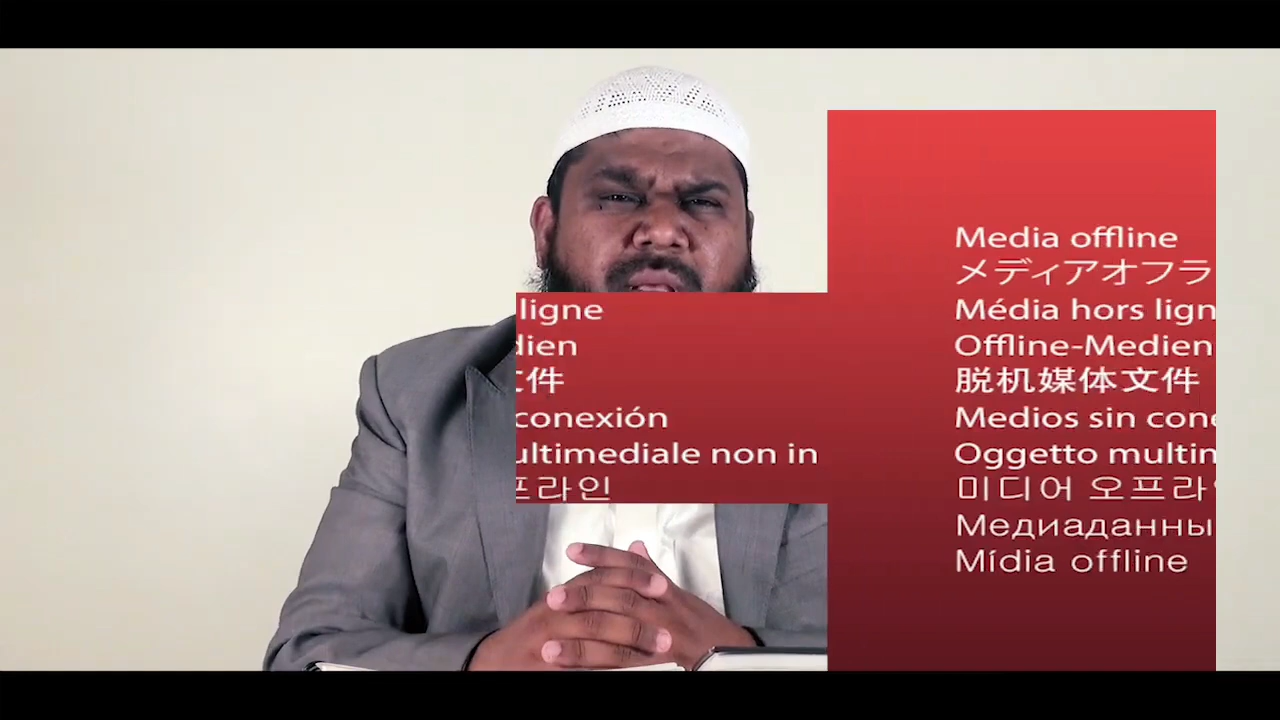 Media offline
メディアオフラ
Média hors lign
Offline-Medien
脱机媒体文件
Medios sin cone
Oggetto multim
미디어 오프라인
Медиаданны
Mídia offline
ligne
dien
文件
conexión
ultimediale non in
프라인